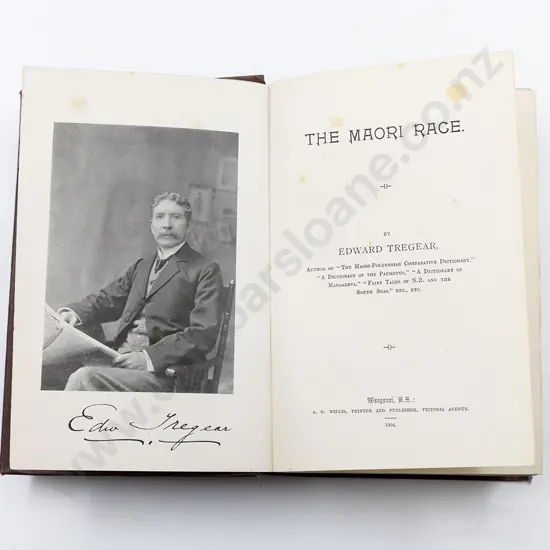 Edw Tregear
THE MAORI RACE.
BY
EDWARD TREGEAR,
AUTHOR OF "THE MAORI-POLYNESIAN COMPARATIVE DICTIONARY,"
"A DICTIONARY OF THE PAUMOTUS," "A DICTIONARY OF
MANGAREVA," "FAIRY TALES OF N.Z. AND THE
SOUTH SEAS," ETC., ETC.
Wanganui, N.Z.:
A. D. WILLIS, PRINTER AND PUBLISHER, VICTORIA AVENUE.
1904.